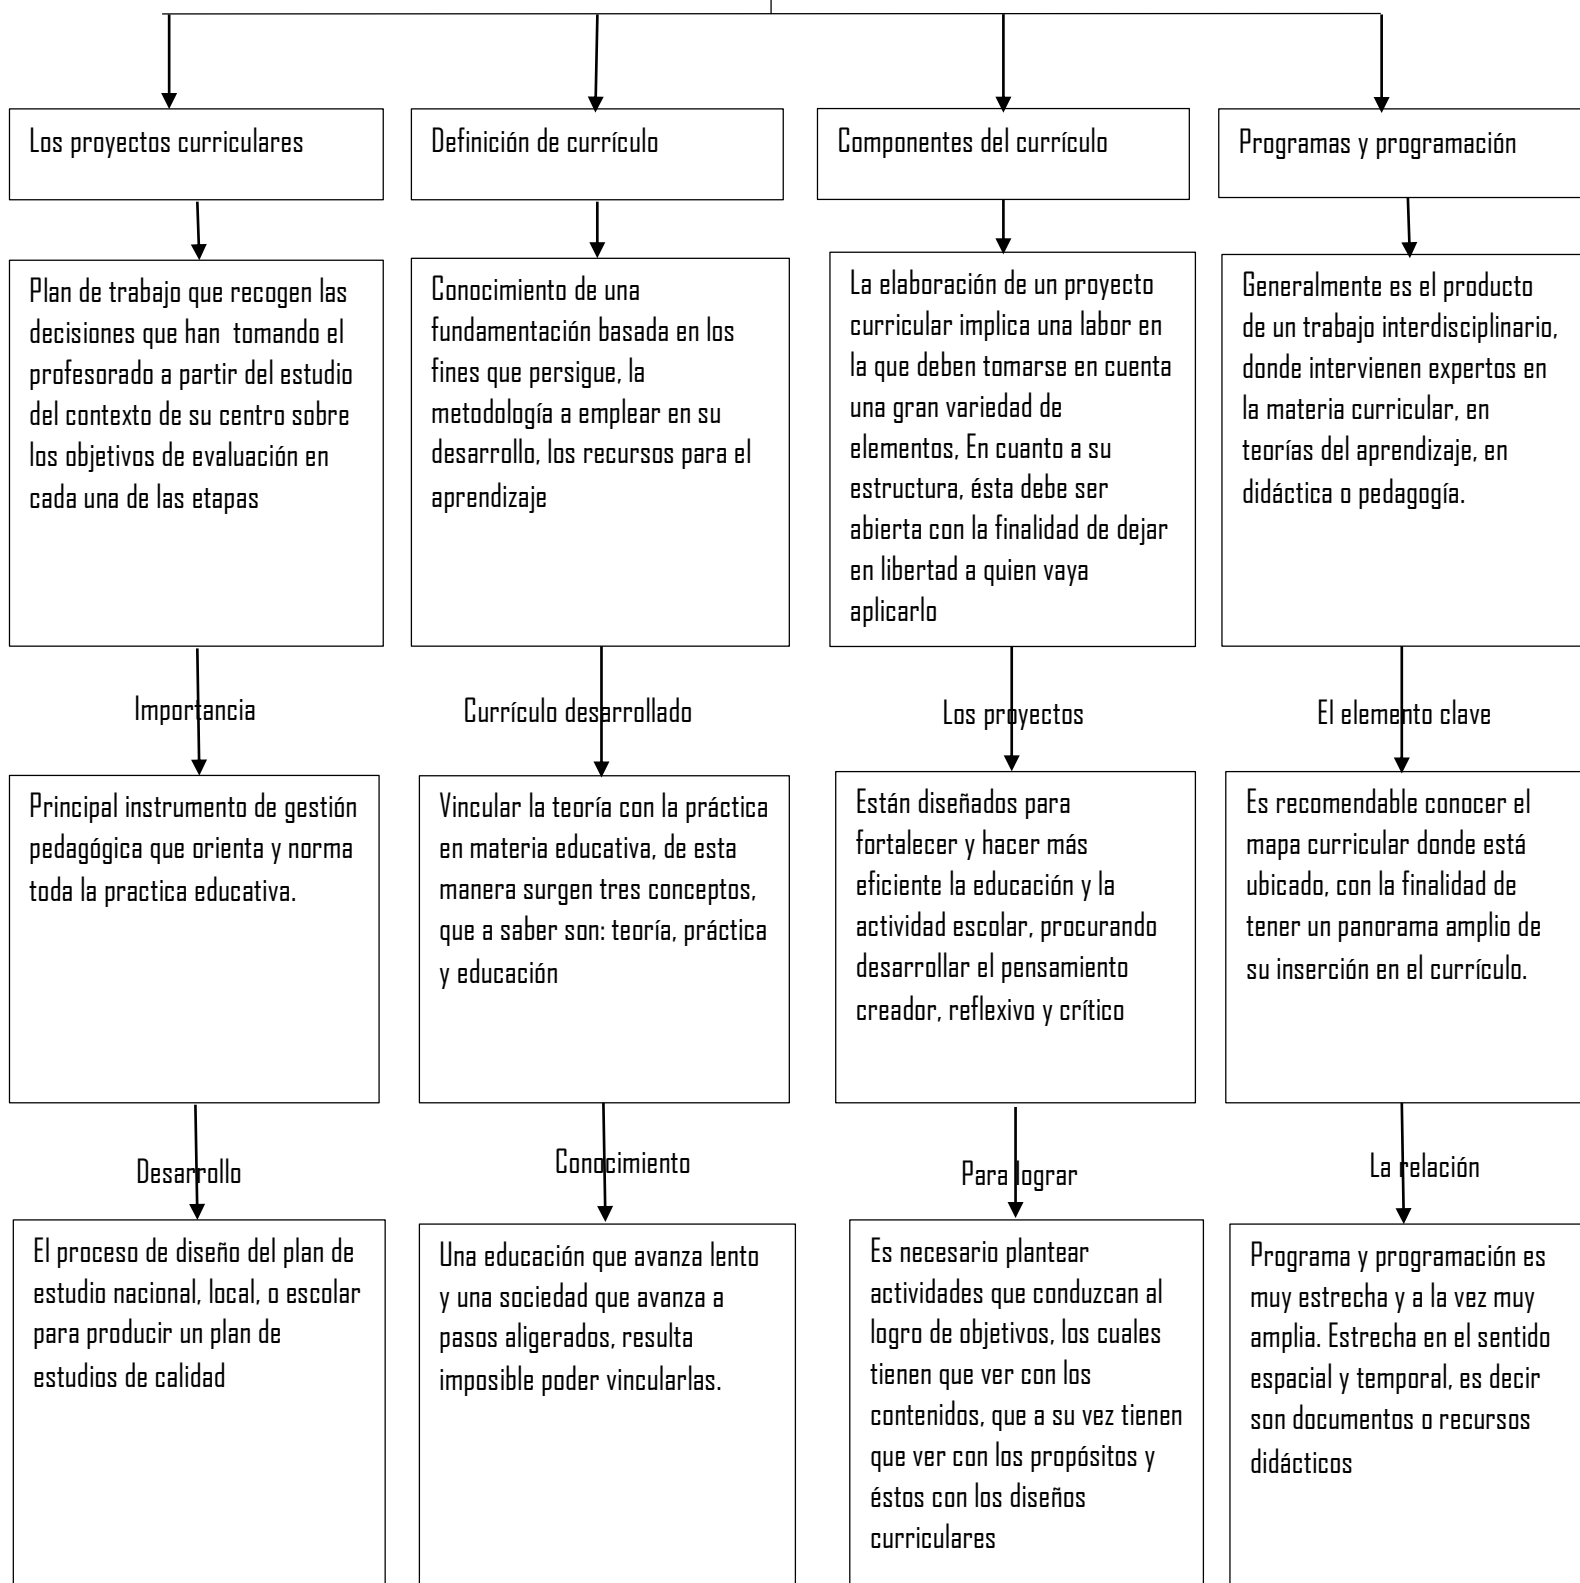 Los proyectos curriculares
Definición de currículo
Componentes del currículo
Programas y programación
Plan de trabajo que recogen las
decisiones que han tomando el
profesorado a partir del estudio
del contexto de su centro sobre
los objetivos de evaluación en
cada una de las etapas
Conocimiento de una
fundamentación basada en los
fines que persigue, la
metodología a emplear en su
desarrollo, los recursos para el
aprendizaje
La elaboración de un proyecto
curricular implica una labor en
la que deben tomarse en cuenta
una gran variedad de
elementos, En cuanto a su
estructura, ésta debe ser
abierta con la finalidad de dejar
en libertad a quien vaya
aplicarlo
Generalmente es el producto
de un trabajo interdisciplinario,
donde intervienen expertos en
la materia curricular, en
teorías del aprendizaje, en
didáctica o pedagogía.
Importancia
Currículo desarrollado
Los proyectos
El elemento clave
Principal instrumento de gestión
pedagógica que orienta y norma
toda la practica educativa.
Vincular la teoría con la práctica
en materia educativa, de esta
manera surgen tres conceptos,
que a saber son: teoría, práctica
y educación
Están diseñados para
fortalecer y hacer más
eficiente la educación y la
actividad escolar, procurando
desarrollar el pensamiento
creador, reflexivo y crítico
Es recomendable conocer el
mapa curricular donde está
ubicado, con la finalidad de
tener un panorama amplio de
su inserción en el currículo.
Desarrollo
Conocimiento
Para lograr
La relación
El proceso de diseño del plan de
estudio nacional, local, o escolar
para producir un plan de
estudios de calidad
Una educación que avanza lento
y una sociedad que avanza a
pasos aligerados, resulta
imposible poder vincularlas.
Es necesario plantear
actividades que conduzcan al
logro de objetivos, los cuales
tienen que ver con los
contenidos, que a su vez tienen
que ver con los propósitos y
éstos con los diseños
curriculares
Programa y programación es
muy estrecha y a la vez muy
amplia. Estrecha en el sentido
espacial y temporal, es decir
son documentos o recursos
didácticos